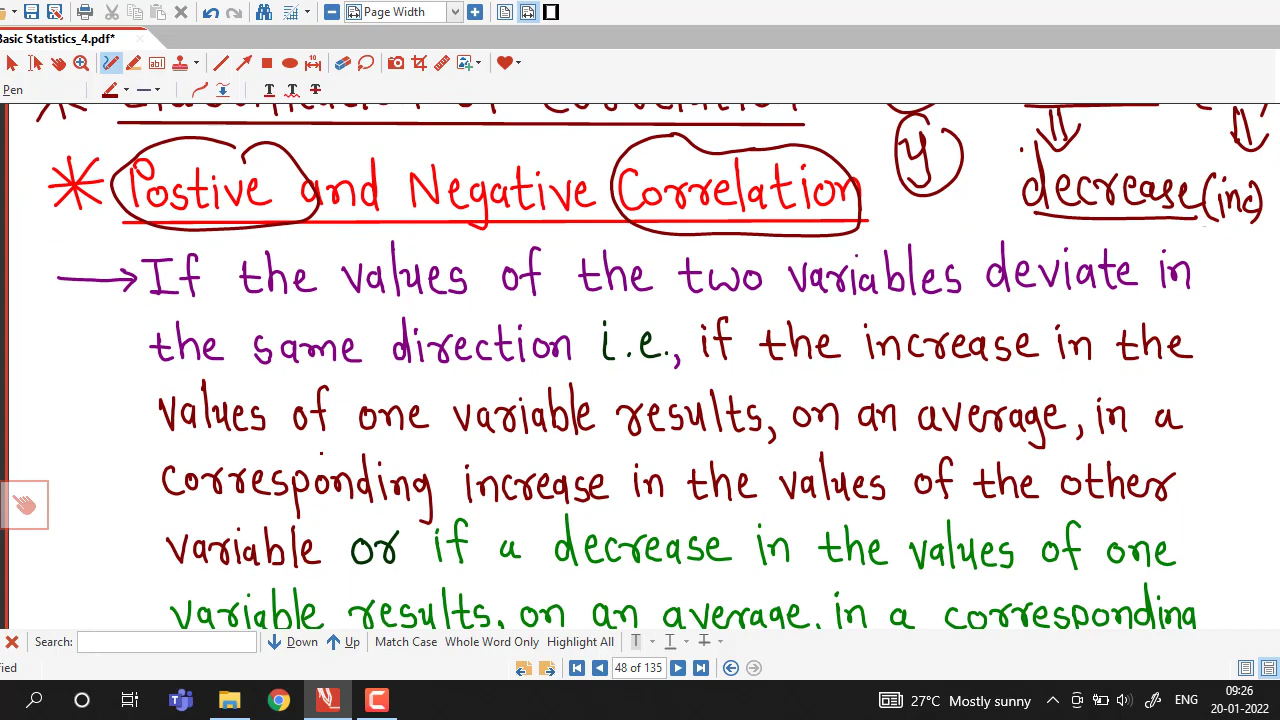 Page Width
Basic Statistics_4.pdf*
Pen
Classification of Correlation
* Postive and Negative Correlation
y
decrease (inc)
→ If the values of the two variables deviate in
the same direction i.e., if the increase in the
values of one variable results, on an average, in a
corresponding increase in the values of the other
variable or if a decrease in the values of one
variable results, on an average, in a corresponding
Search: Down Up Match Case Whole Word Only Highlight All
48 of 135
27°C Mostly sunny ENG 09:26
20-01-2022